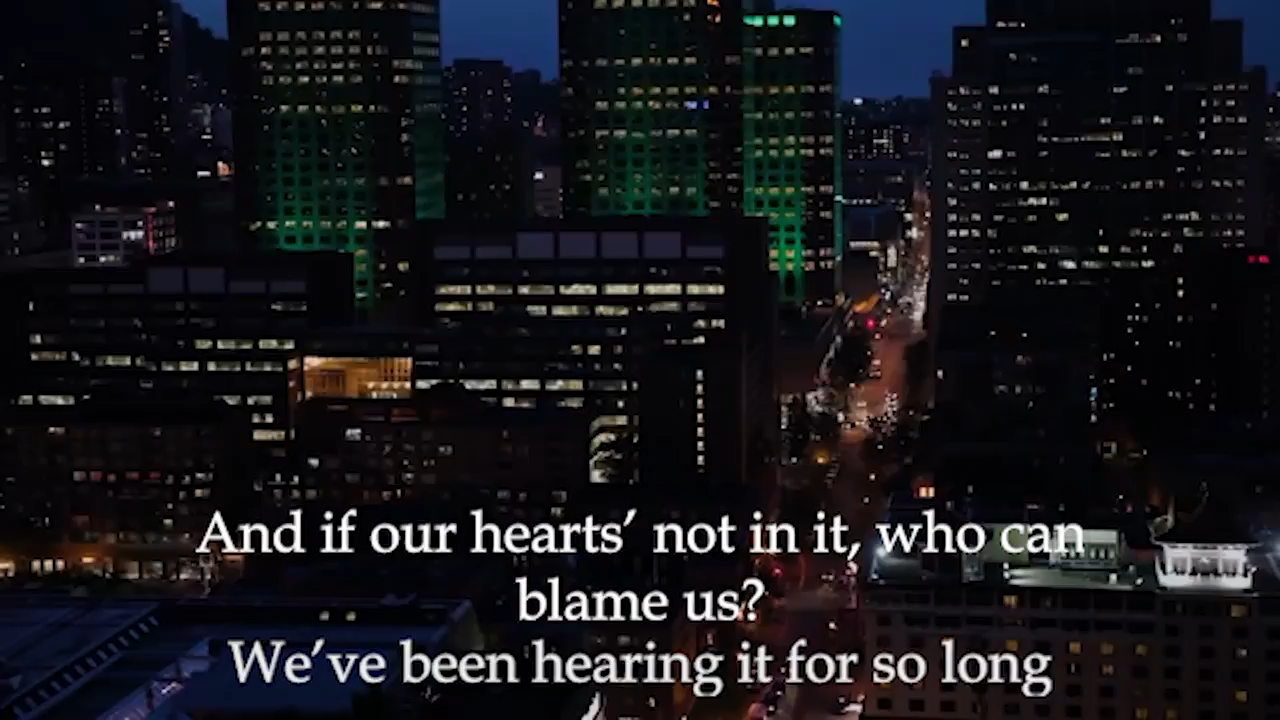 And if our hearts’ not in it, who can
blame us?
We’ve been hearing it for so long